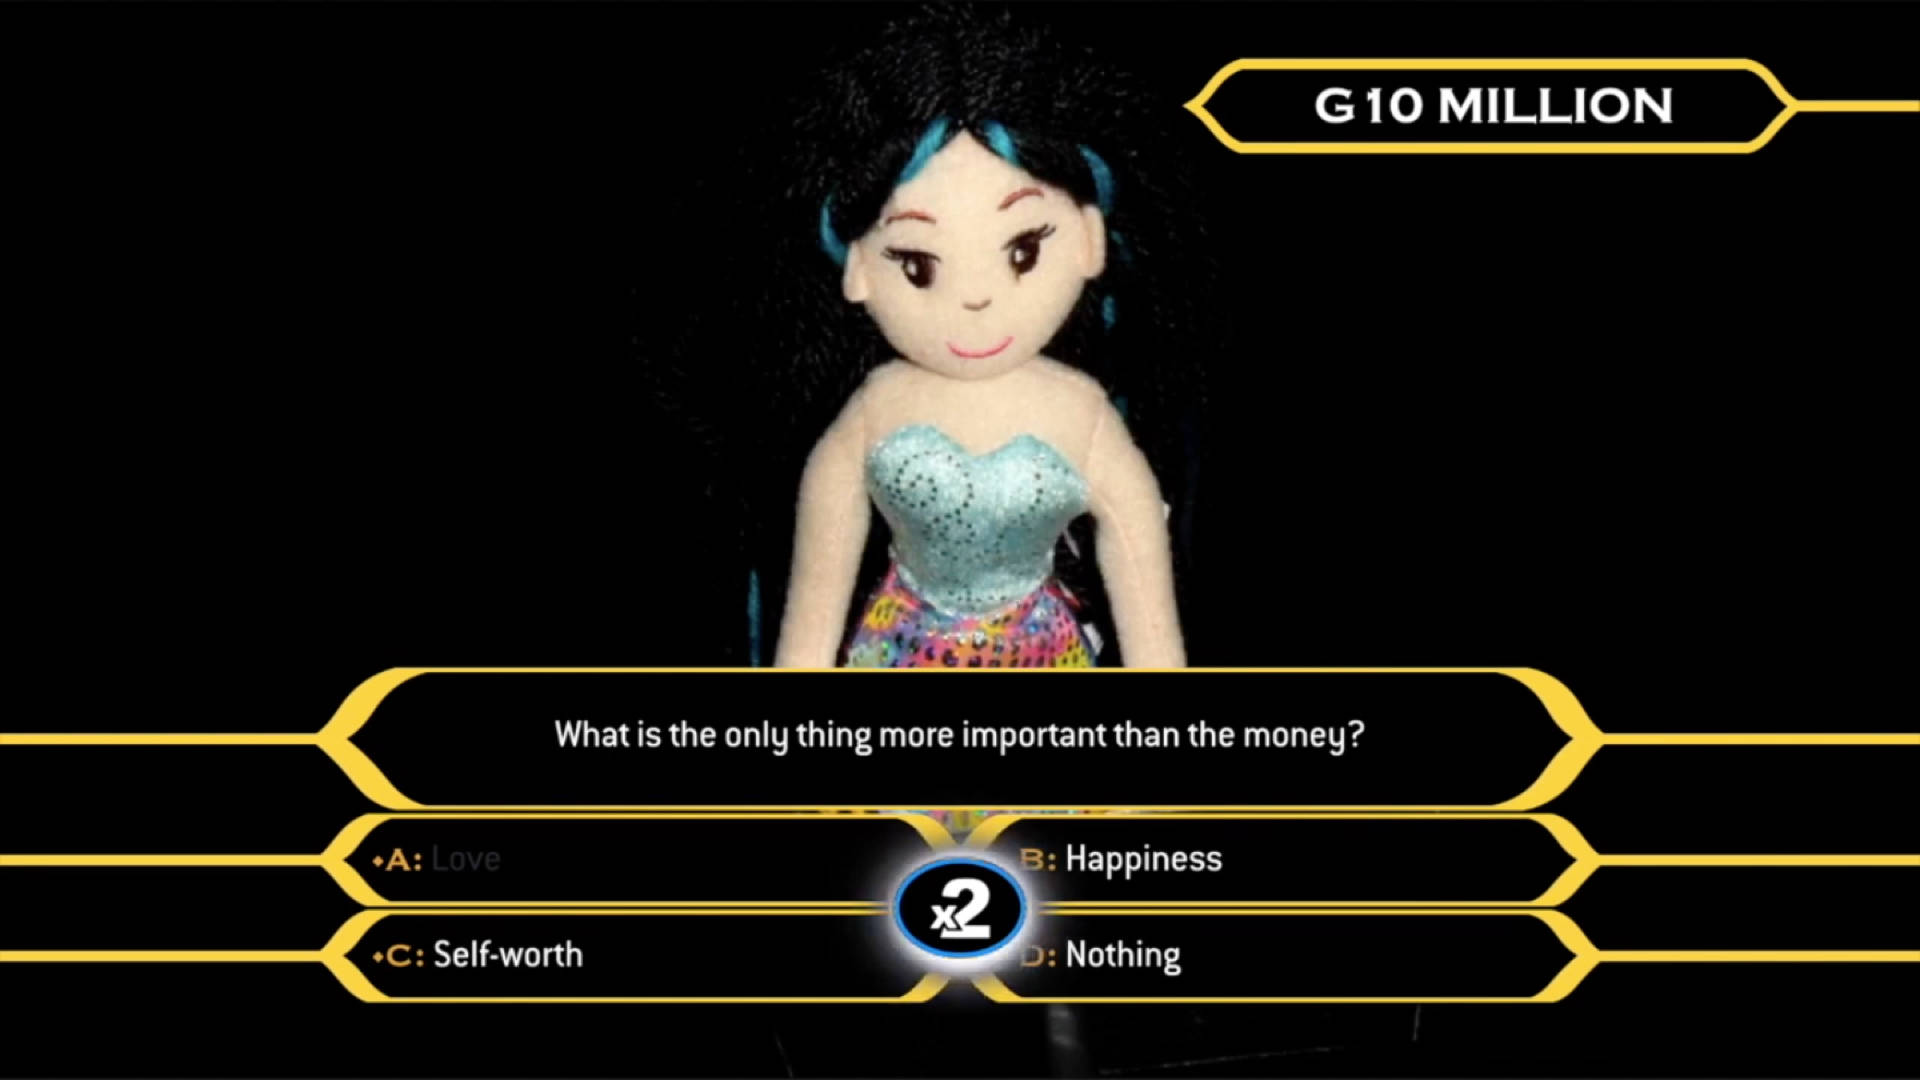 G10 MILLION
What is the only thing more important than the money?
A: Love
B: Happiness
x2
C: Self-worth
D: Nothing